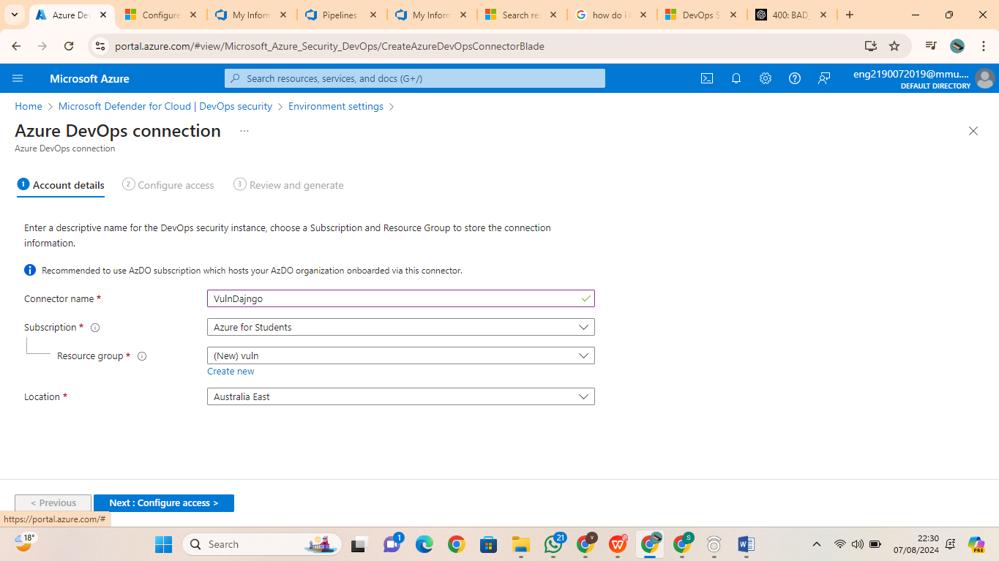 Azure Dev
Configure
My Inform
Pipelines
My Inform
Search re
how do i
DevOps S
400: BAD_
portal.azure.com/#view/Microsoft_Azure_Security_DevOps/CreateAzureDevOpsConnectorBlade
Microsoft Azure
Search resources, services, and docs (G+/)
eng2190072019@mmu....
DEFAULT DIRECTORY
Home > Microsoft Defender for Cloud | DevOps security > Environment settings >
Azure DevOps connection ...
Azure DevOps connection
1 Account details
2 Configure access
3 Review and generate
Enter a descriptive name for the DevOps security instance, choose a Subscription and Resource Group to store the connection
information.
Recommended to use AzDO subscription which hosts your AzDO organization onboarded via this connector.
Connector name *
VulnDajngo
Subscription *
Azure for Students
Resource group *
(New) vuln
Create new
Location *
Australia East
< Previous
Next : Configure access >
https://portal.azure.com/#
18°
Search
1
21
v
S
PRE
22:30
07/08/2024